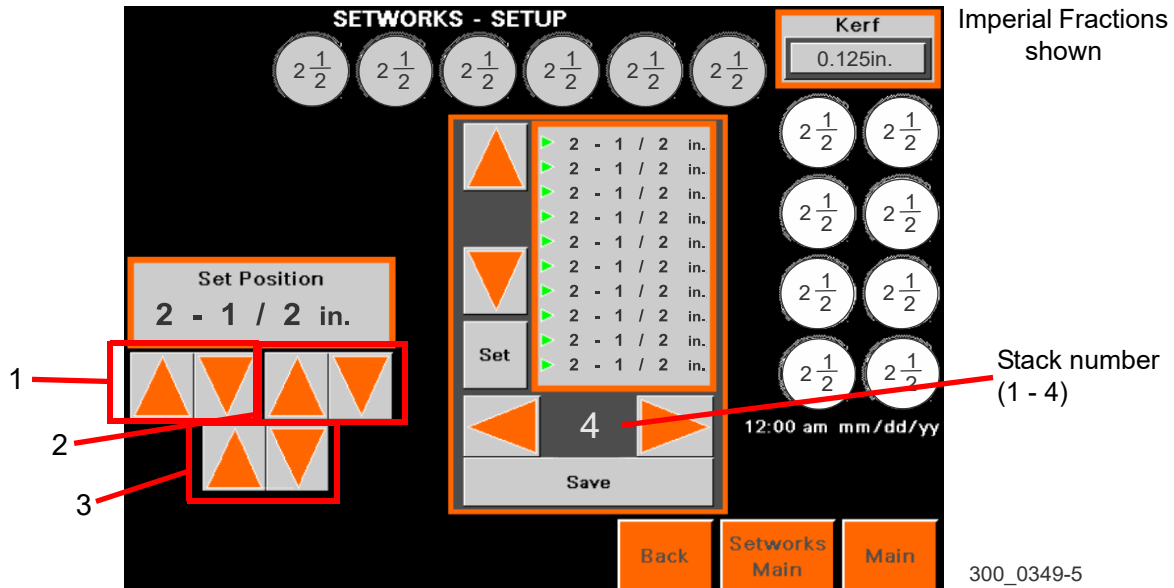 SETWORKS - SETUP
Kerf
0.125in.
Imperial Fractions
shown
2 1/2 2 1/2 2 1/2 2 1/2 2 1/2 2 1/2
2 1/2 2 1/2
2 1/2 2 1/2
2 1/2 2 1/2
2 1/2 2 1/2
2 - 1 / 2 in.
2 - 1 / 2 in.
2 - 1 / 2 in.
2 - 1 / 2 in.
2 - 1 / 2 in.
2 - 1 / 2 in.
2 - 1 / 2 in.
2 - 1 / 2 in.
2 - 1 / 2 in.
2 - 1 / 2 in.
Set Position
2 - 1 / 2 in.
Set
1
2
3
4
Stack number
(1 - 4)
12:00 am mm/dd/yy
Save
Back
Setworks
Main
Main
300_0349-5